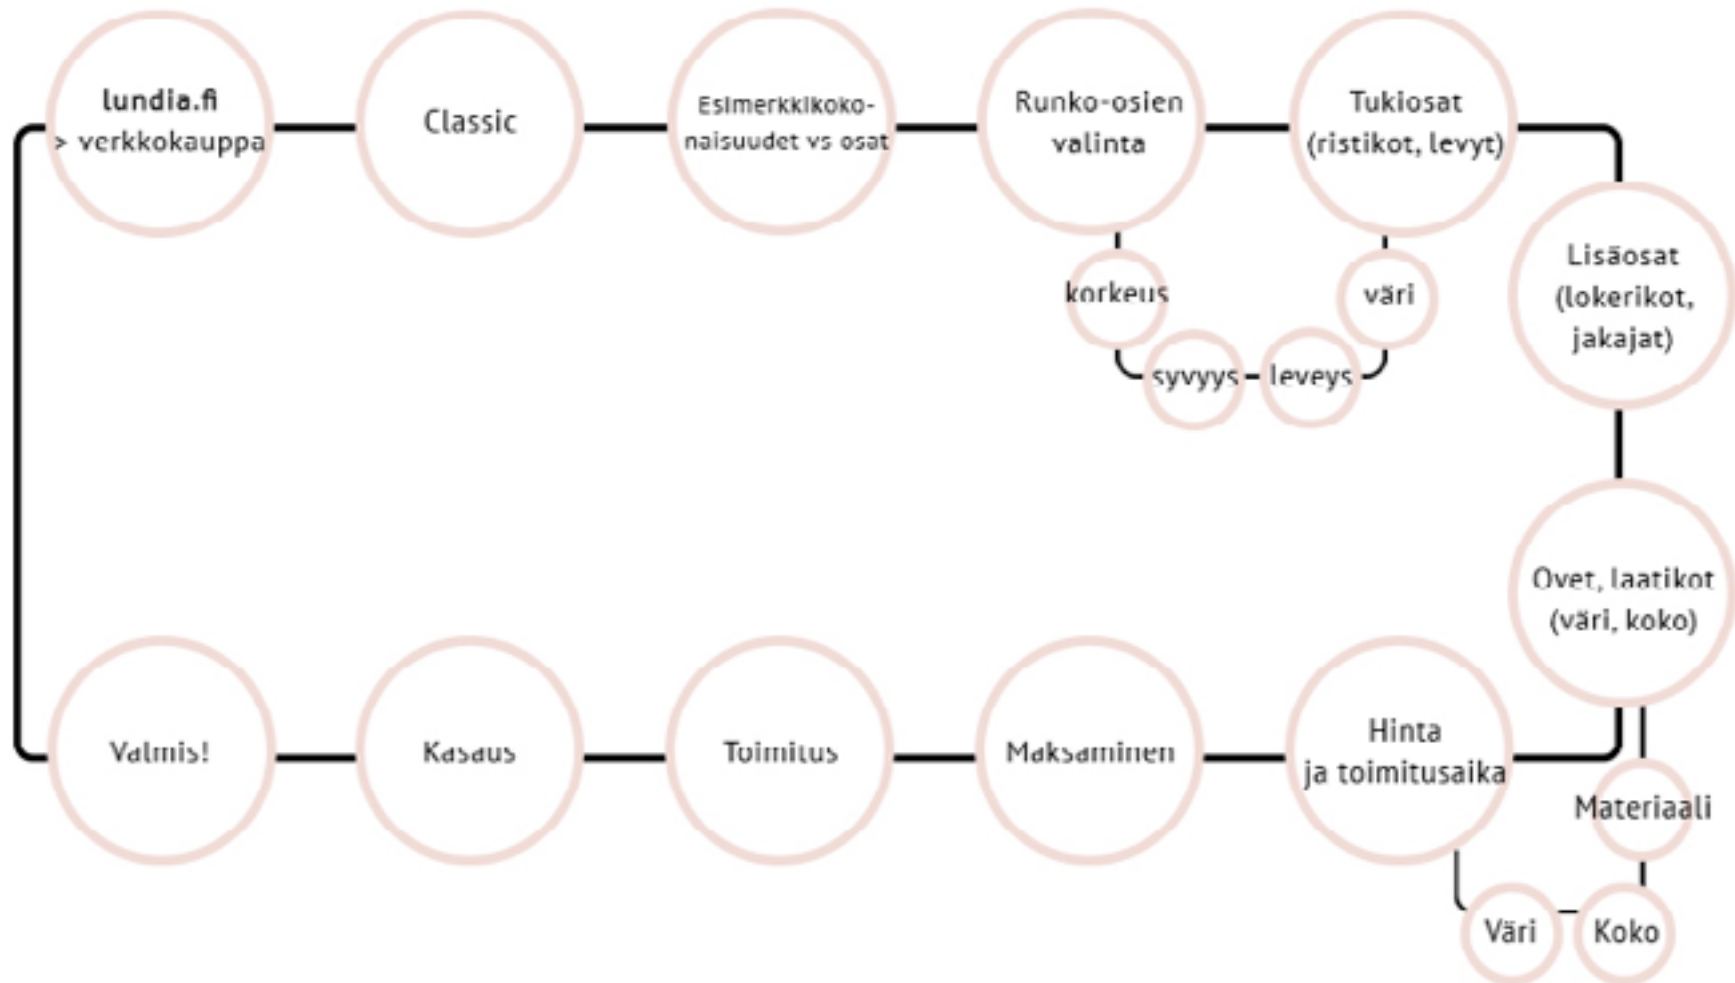 lundia.fi
> verkkokauppa
Classic
Esimerkkikoko-
naisuudet vs osat
Runko-osien
valinta
Tukiosat
(ristikot, levyt)
korkeus
syvyys
leveys
väri
Lisäosat
(lokerikot,
jakajat)
Ovet, laatikot
(väri, koko)
Materiaali
Koko
Väri
Hinta
ja toimitusaika
Maksaminen
Toimitus
Kasaus
Valmis!